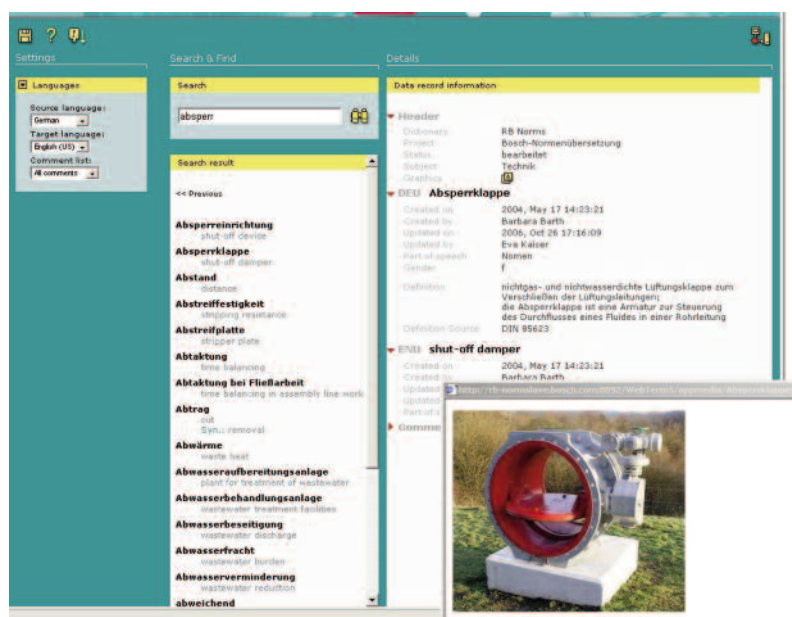 Settings
Languages
Source language:
German
Target language:
English (US)
Comment list:
All comments
Search & Find
Search
absperr
Search result
<< Previous
Absperreinrichtung
shut-off device
Absperrklappe
shut-off damper
Abstand
distance
Abstreiffestigkeit
stripping resistance
Abstreifplatte
stripper plate
Abtaktung
time balancing
Abtaktung bei Fließarbeit
time balancing in assembly line work
Abtrag
cut
Syn.: removal
Abwärme
waste heat
Abwasseraufbereitungsanlage
plant for treatment of wastewater
Abwasserbehandlungsanlage
wastewater treatment facilities
Abwasserbeseitigung
wastewater discharge
Abwasserfracht
wastewater burden
Abwasserverminderung
wastewater reduction
abweichend
Details
Data record information
Header
Dictionary RB Norms
Project Bosch-Normenübersetzung
Status bearbeitet
Subject Technik
Graphics
DEU Absperrklappe
Created on 2004, May 17 14:23:21
Created by Barbara Barth
Updated on 2006, Oct 26 17:16:09
Updated by Eva Kaiser
Part of speech Nomen
Gender f
Definition nichtgas- und nichtwasserdichte Lüftungsklappe zum
Verschließen der Lüftungsleitungen;
die Absperrklappe ist eine Armatur zur Steuerung
des Durchflusses eines Fluides in einer Rohrleitung
Definition Source DIN 85623
ENU shut-off damper
Created on 2004, May 17 14:23:21
Created by Barbara Barth
Updated
Updated
Part of
Comme